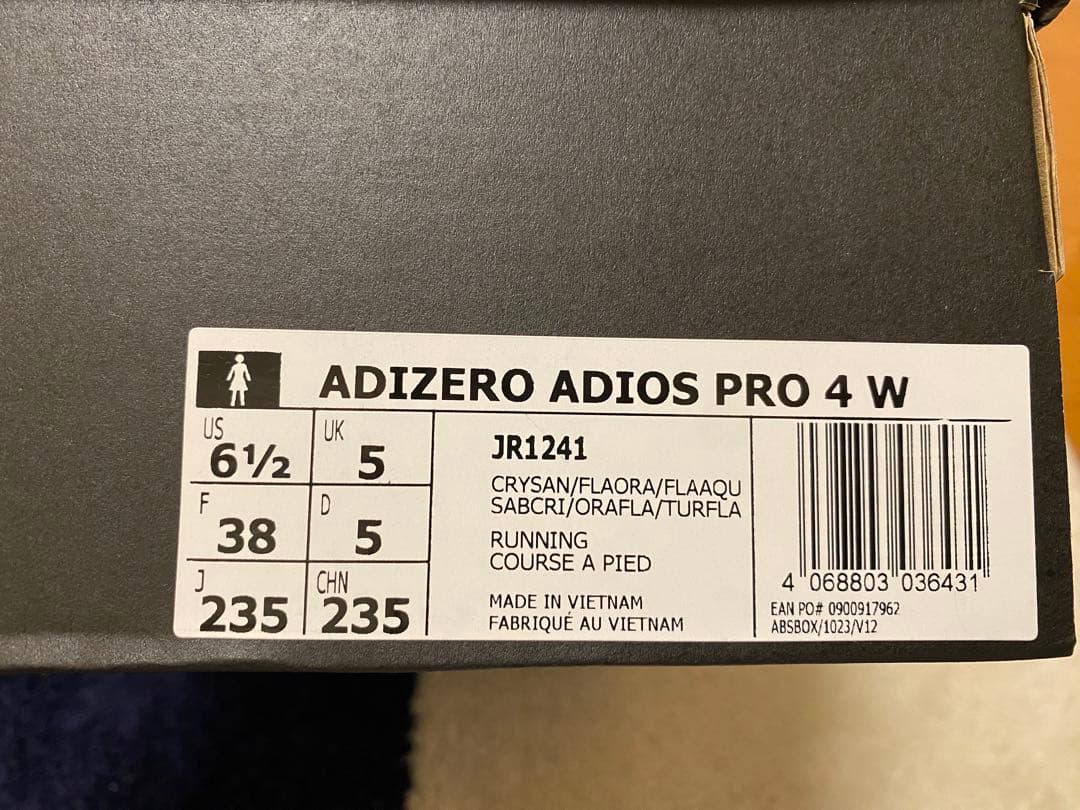 ADIZERO ADIOS PRO 4 W
US
6½
UK
5
F
38
D
5
J
235
CHN
235
JR1241
CRYSAN/FLAORA/FLAAQU
SABCRI/ORAFLA/TURFLA
RUNNING
COURSE A PIED
MADE IN VIETNAM
FABRIQUÉ AU VIETNAM
4 068803 036431
EAN PO# 0900917962
ABSBOX/1023/V12